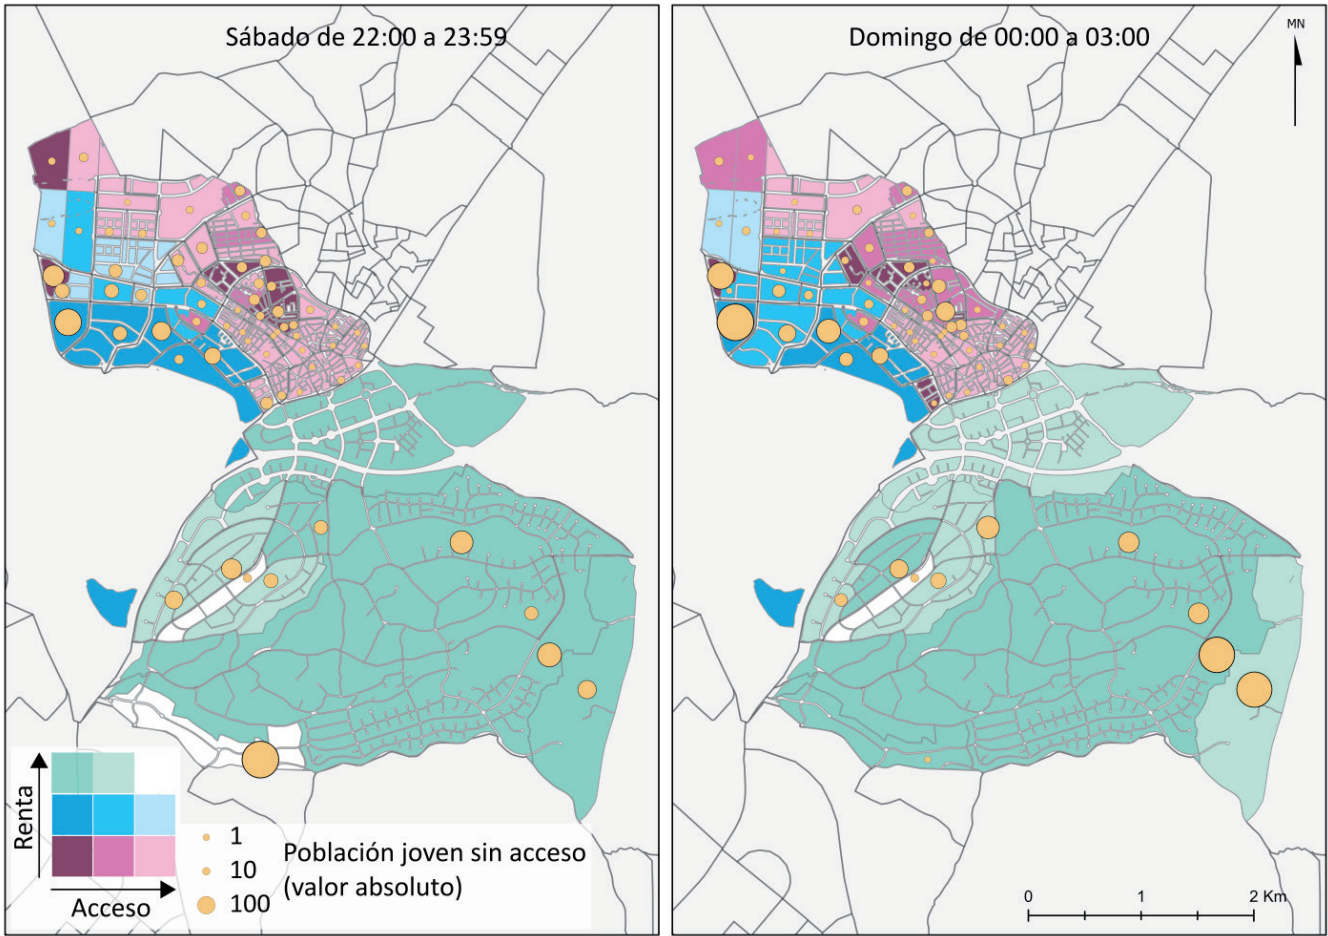 Sábado de 22:00 a 23:59
Domingo de 00:00 a 03:00
MN
Renta
Acceso
1
10
100
Población joven sin acceso
(valor absoluto)
0 1 2 Km